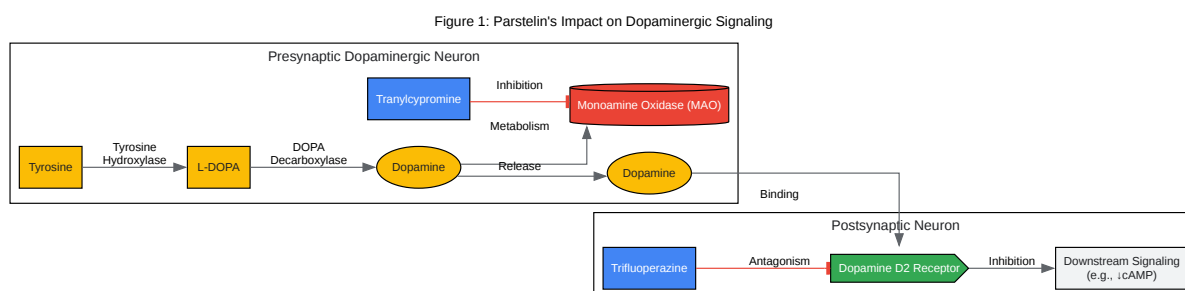 Figure 1: Parstelin's Impact on Dopaminergic Signaling
Presynaptic Dopaminergic Neuron
Tranylcypromine
Inhibition
Monoamine Oxidase (MAO)
Metabolism
Tyrosine
Tyrosine
Hydroxylase
L-DOPA
DOPA
Decarboxylase
Dopamine
Release
Dopamine
Binding
Postsynaptic Neuron
Trifluoperazine
Antagonism
Dopamine D2 Receptor
Inhibition
Downstream Signaling
(e.g., ↓cAMP)